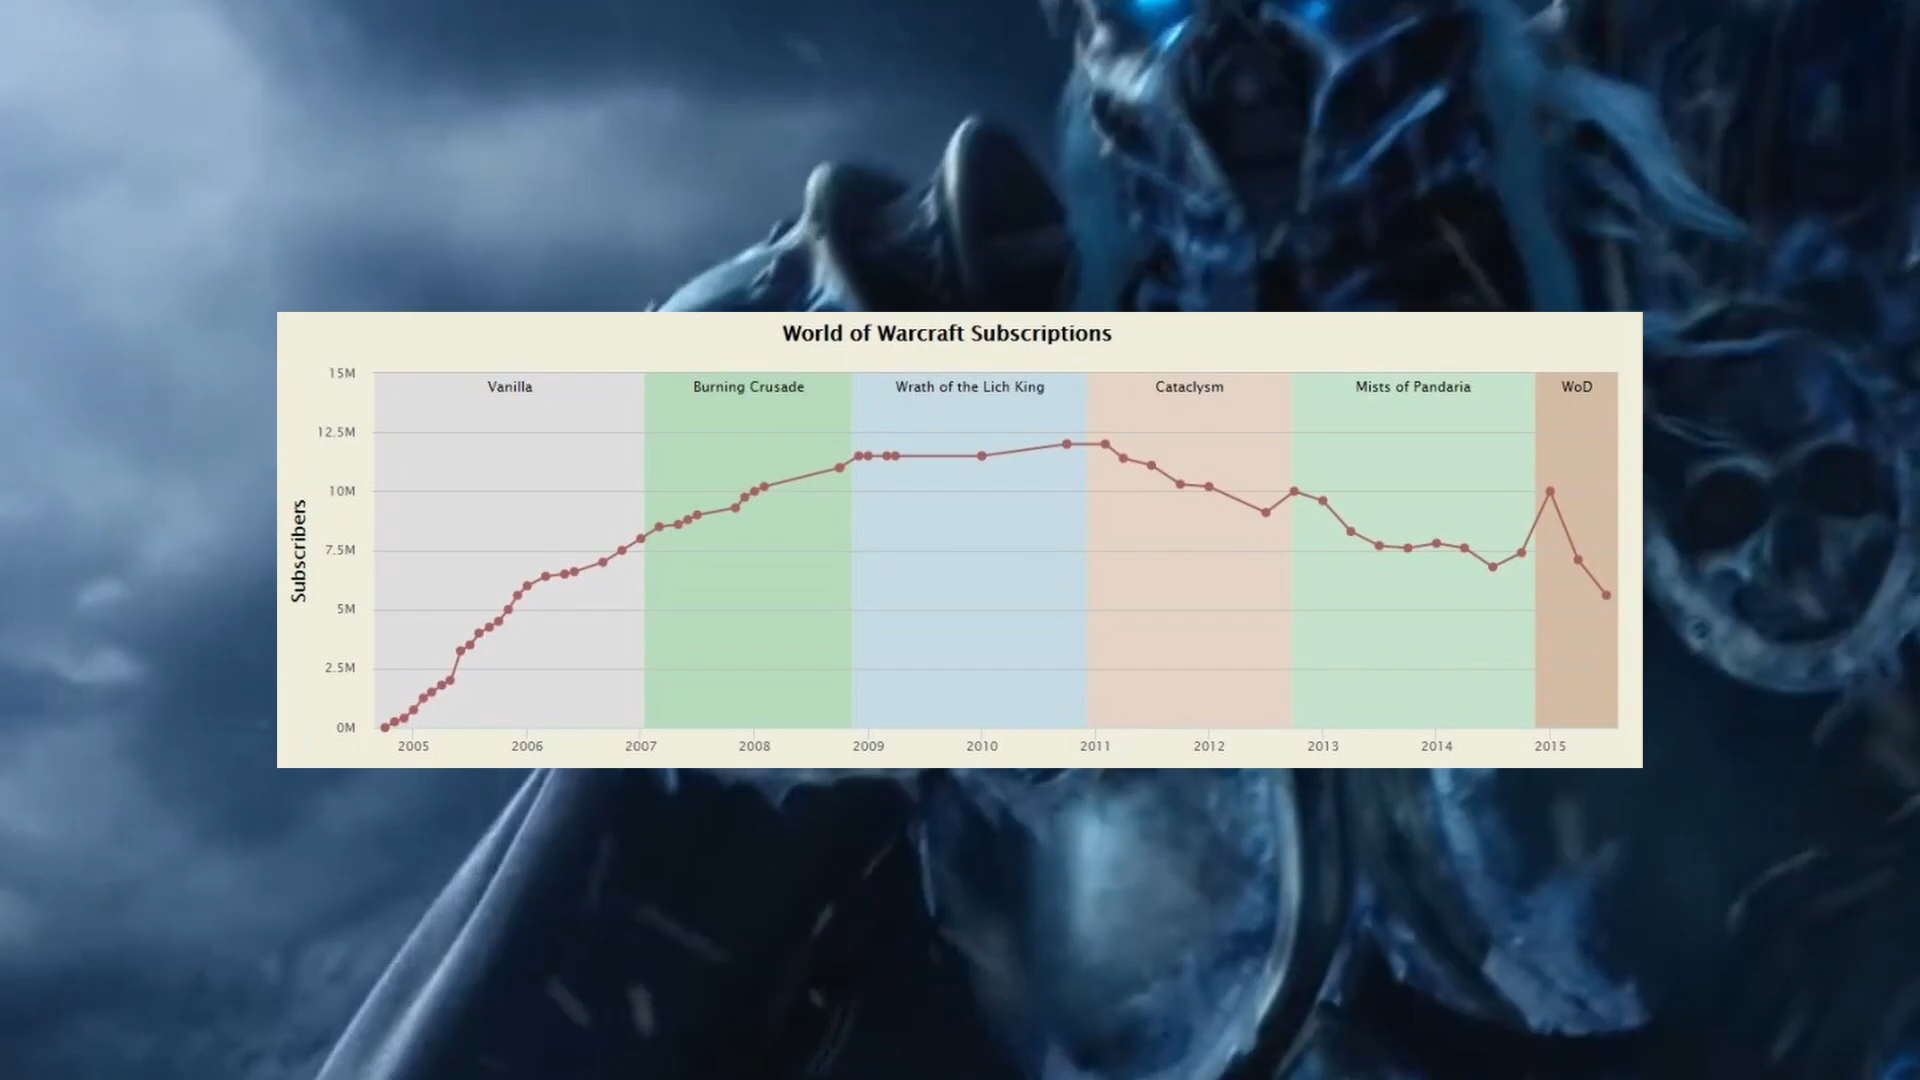 World of Warcraft Subscriptions
15M
Vanilla
Burning Crusade
Wrath of the Lich King
Cataclysm
Mists of Pandaria
WoD
12.5M
10M
7.5M
5M
2.5M
0M
Subscribers
2005
2006
2007
2008
2009
2010
2011
2012
2013
2014
2015